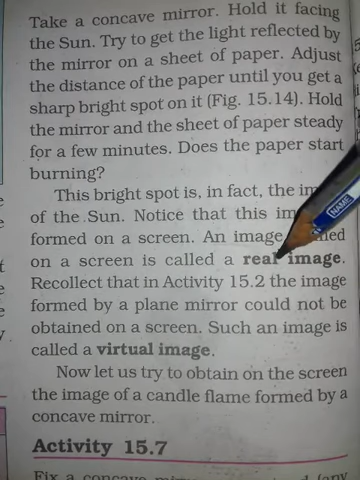 Take a concave mirror. Hold it facing
the Sun. Try to get the light reflected by
the mirror on a sheet of paper. Adjust
the distance of the paper until you get a
sharp bright spot on it (Fig. 15.14). Hold
the mirror and the sheet of paper steady
for a few minutes. Does the paper start
burning?
This bright spot is, in fact, the im
of the Sun. Notice that this im
formed on a screen. An image
on a screen is called a real image.
Recollect that in Activity 15.2 the image
formed by a plane mirror could not be
obtained on a screen. Such an image is
called a virtual image.
Now let us try to obtain on the screen
the image of a candle flame formed by a
concave mirror.
Activity 15.7
Fix a concave
NAME